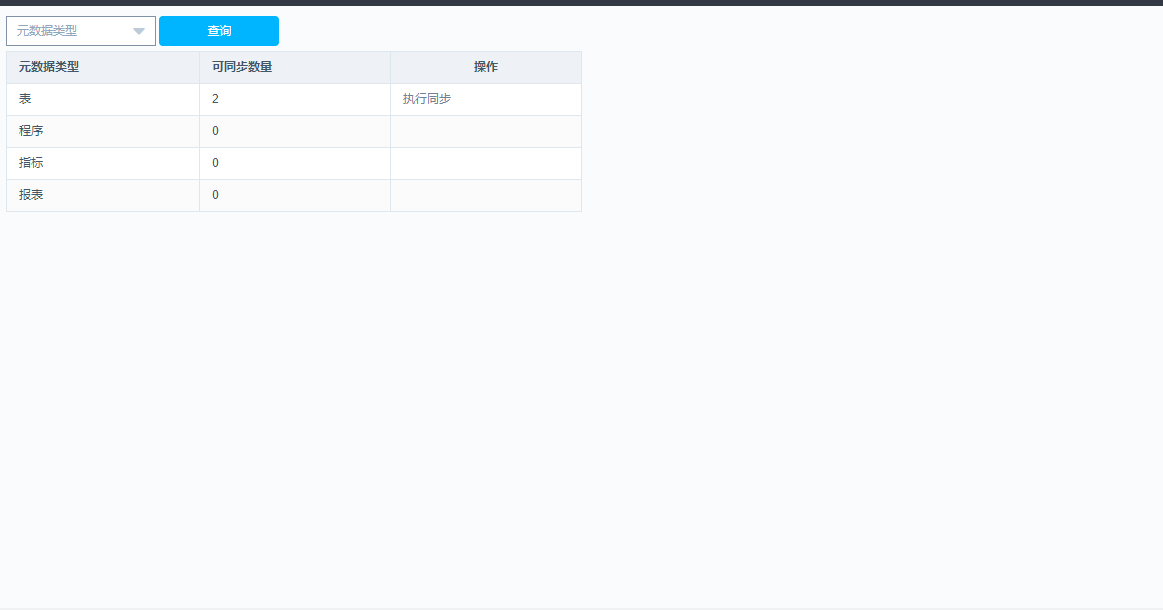 元数据类型 查询
元数据类型 可同步数量 操作
表 2 执行同步
程序 0
指标 0
报表 0